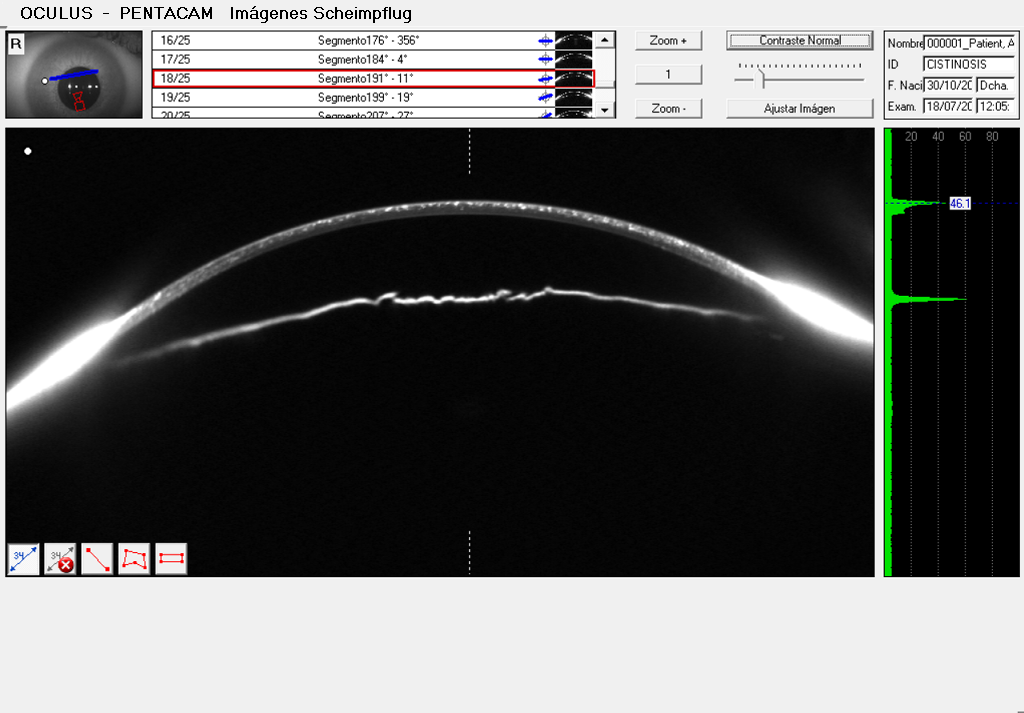 OCULUS - PENTACAM Imágenes Scheimpflug
R
16/25 Segmento176° - 356°
17/25 Segmento184° - 4°
18/25 Segmento191° - 11°
19/25 Segmento199° - 19°
20/25 Segmento207° - 27°
Zoom +
1
Zoom -
Contraste Normal
Ajustar Imágen
Nombre 000001_Patient, A
ID CISTINOSIS
F. Naci 30/10/20 Dcha.
Exam. 18/07/20 12:05:
20 40 60 80
46.1
34
34